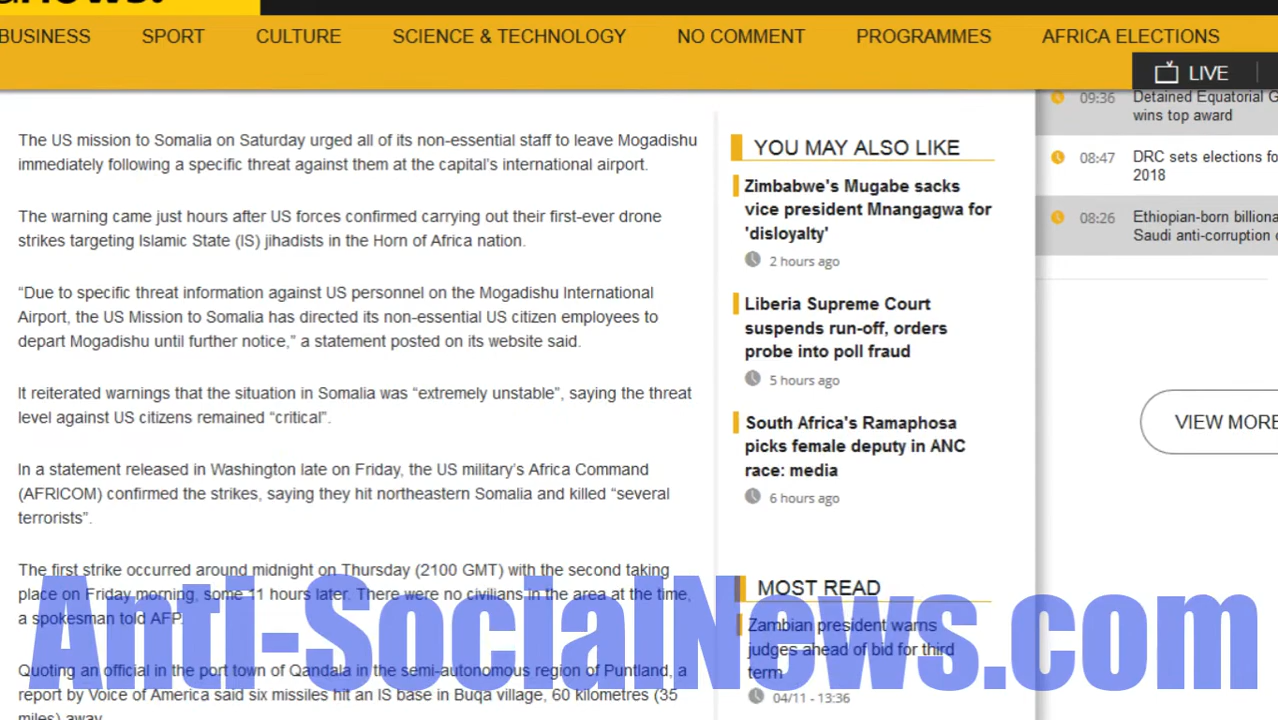 BUSINESS SPORT CULTURE SCIENCE & TECHNOLOGY NO COMMENT PROGRAMMES AFRICA ELECTIONS
LIVE
The US mission to Somalia on Saturday urged all of its non-essential staff to leave Mogadishu
immediately following a specific threat against them at the capital's international airport.
The warning came just hours after US forces confirmed carrying out their first-ever drone
strikes targeting Islamic State (IS) jihadists in the Horn of Africa nation.
“Due to specific threat information against US personnel on the Mogadishu International
Airport, the US Mission to Somalia has directed its non-essential US citizen employees to
depart Mogadishu until further notice,” a statement posted on its website said.
It reiterated warnings that the situation in Somalia was “extremely unstable”, saying the threat
level against US citizens remained “critical”.
In a statement released in Washington late on Friday, the US military’s Africa Command
(AFRICOM) confirmed the strikes, saying they hit northeastern Somalia and killed “several
terrorists”.
The first strike occurred around midnight on Thursday (2100 GMT) with the second taking
place on Friday morning, some 11 hours later. There were no civilians in the area at the time,
a spokesman told AFP.
Quoting an official in the port town of Qandala in the semi-autonomous region of Puntland, a
report by Voice of America said six missiles hit an IS base in Buqa village, 60 kilometres (35
miles) away
YOU MAY ALSO LIKE
Zimbabwe's Mugabe sacks
vice president Mnangagwa for
'disloyalty'
2 hours ago
Liberia Supreme Court
suspends run-off, orders
probe into poll fraud
5 hours ago
South Africa's Ramaphosa
picks female deputy in ANC
race: media
6 hours ago
MOST READ
Zambian president warns
judges ahead of bid for third
term
04/11 - 13:36
09:36 Detained Equatorial G
wins top award
08:47 DRC sets elections fo
2018
08:26 Ethiopian-born billiona
Saudi anti-corruption
VIEW MORE
Anti-SocialNews.com